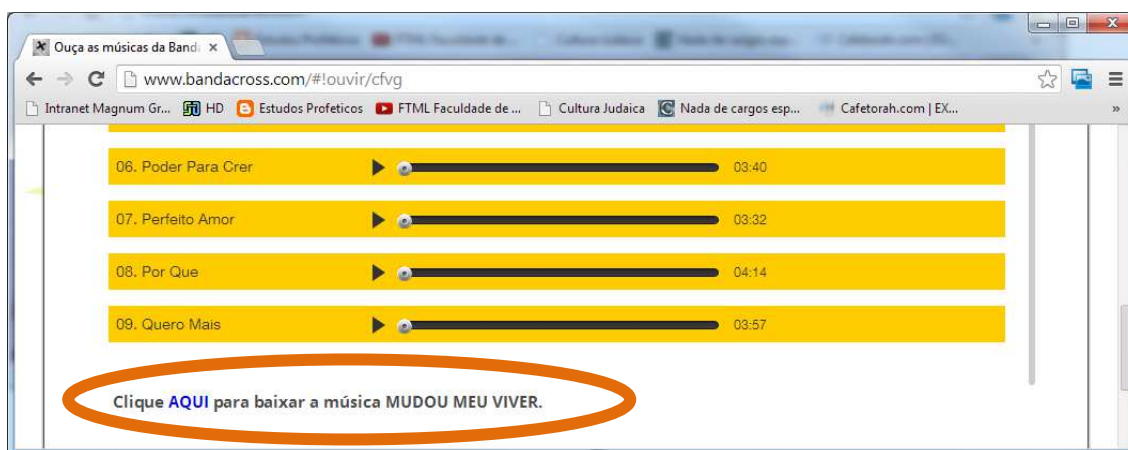 Ouça as músicas da Band
www.bandacross.com/#!ouvir/cfvg
Intranet Magnum Gr... HD Estudos Profeticos FTML Faculdade de ... Cultura Judaica Nada de cargos esp... Cafetorah.com | EX... »
06. Poder Para Crer 03:40
07. Perfeito Amor 03:32
08. Por Que 04:14
09. Quero Mais 03:57
Clique AQUI para baixar a música MUDOU MEU VIVER.